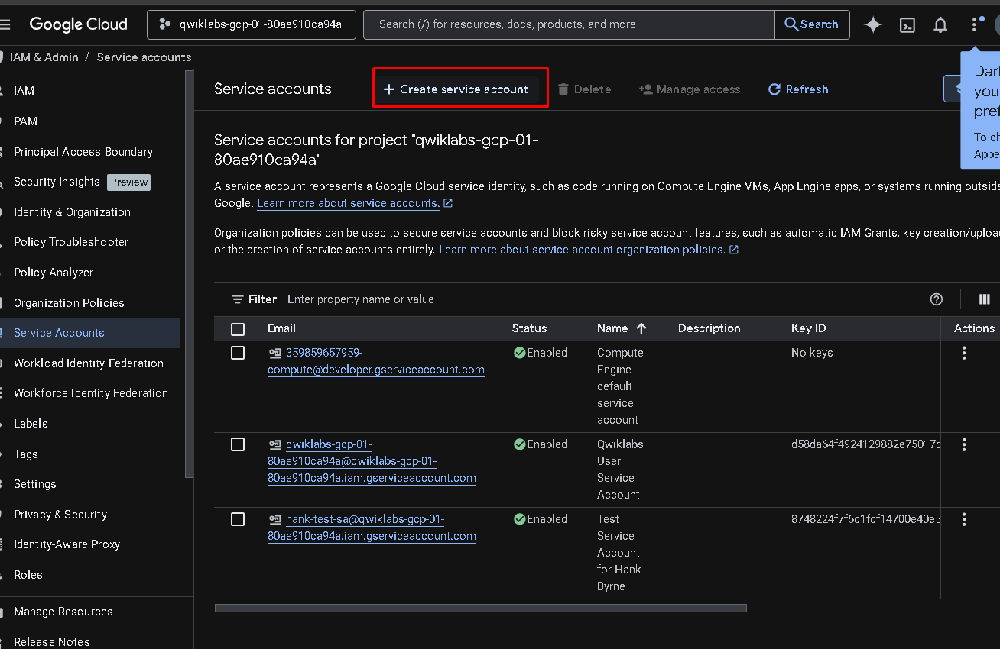 Google Cloud
qwiklabs-gcp-01-80ae910ca94a
Search (/) for resources, docs, products, and more
Search
IAM & Admin / Service accounts
IAM
PAM
Principal Access Boundary
Security Insights Preview
Identity & Organization
Policy Troubleshooter
Policy Analyzer
Organization Policies
Service Accounts
Workload Identity Federation
Workforce Identity Federation
Labels
Tags
Settings
Privacy & Security
Identity-Aware Proxy
Roles
Manage Resources
Release Notes
Service accounts
+ Create service account
Delete
Manage access
Refresh
Service accounts for project "qwiklabs-gcp-01-
80ae910ca94a"
A service account represents a Google Cloud service identity, such as code running on Compute Engine VMs, App Engine apps, or systems running outside
Google. Learn more about service accounts.
Organization policies can be used to secure service accounts and block risky service account features, such as automatic IAM Grants, key creation/uploa
or the creation of service accounts entirely. Learn more about service account organization policies.
Filter Enter property name or value
Email Status Name Description Key ID Actions
359859657959-
compute@developer.gserviceaccount.com
Enabled
Compute
Engine
default
service
account
No keys
qwiklabs-gcp-01-
80ae910ca94a@qwiklabs-gcp-01-
80ae910ca94a.iam.gserviceaccount.com
Enabled
Qwiklabs
User
Service
Account
d58da64f4924129882e75017c
hank-test-sa@qwiklabs-gcp-01-
80ae910ca94a.iam.gserviceaccount.com
Enabled
Test
Service
Account
for Hank
Byrne
8748224f7f6d1fcf14700e40e5
you
To